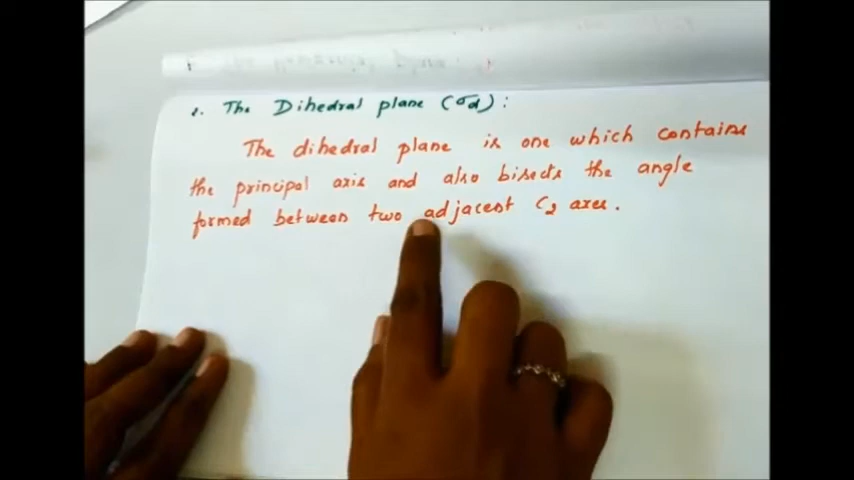 2. The Dihedral plane (σd):
The dihedral plane is one which contains
the principal axis and also bisects the angle
formed between two adjacent C2 axes.